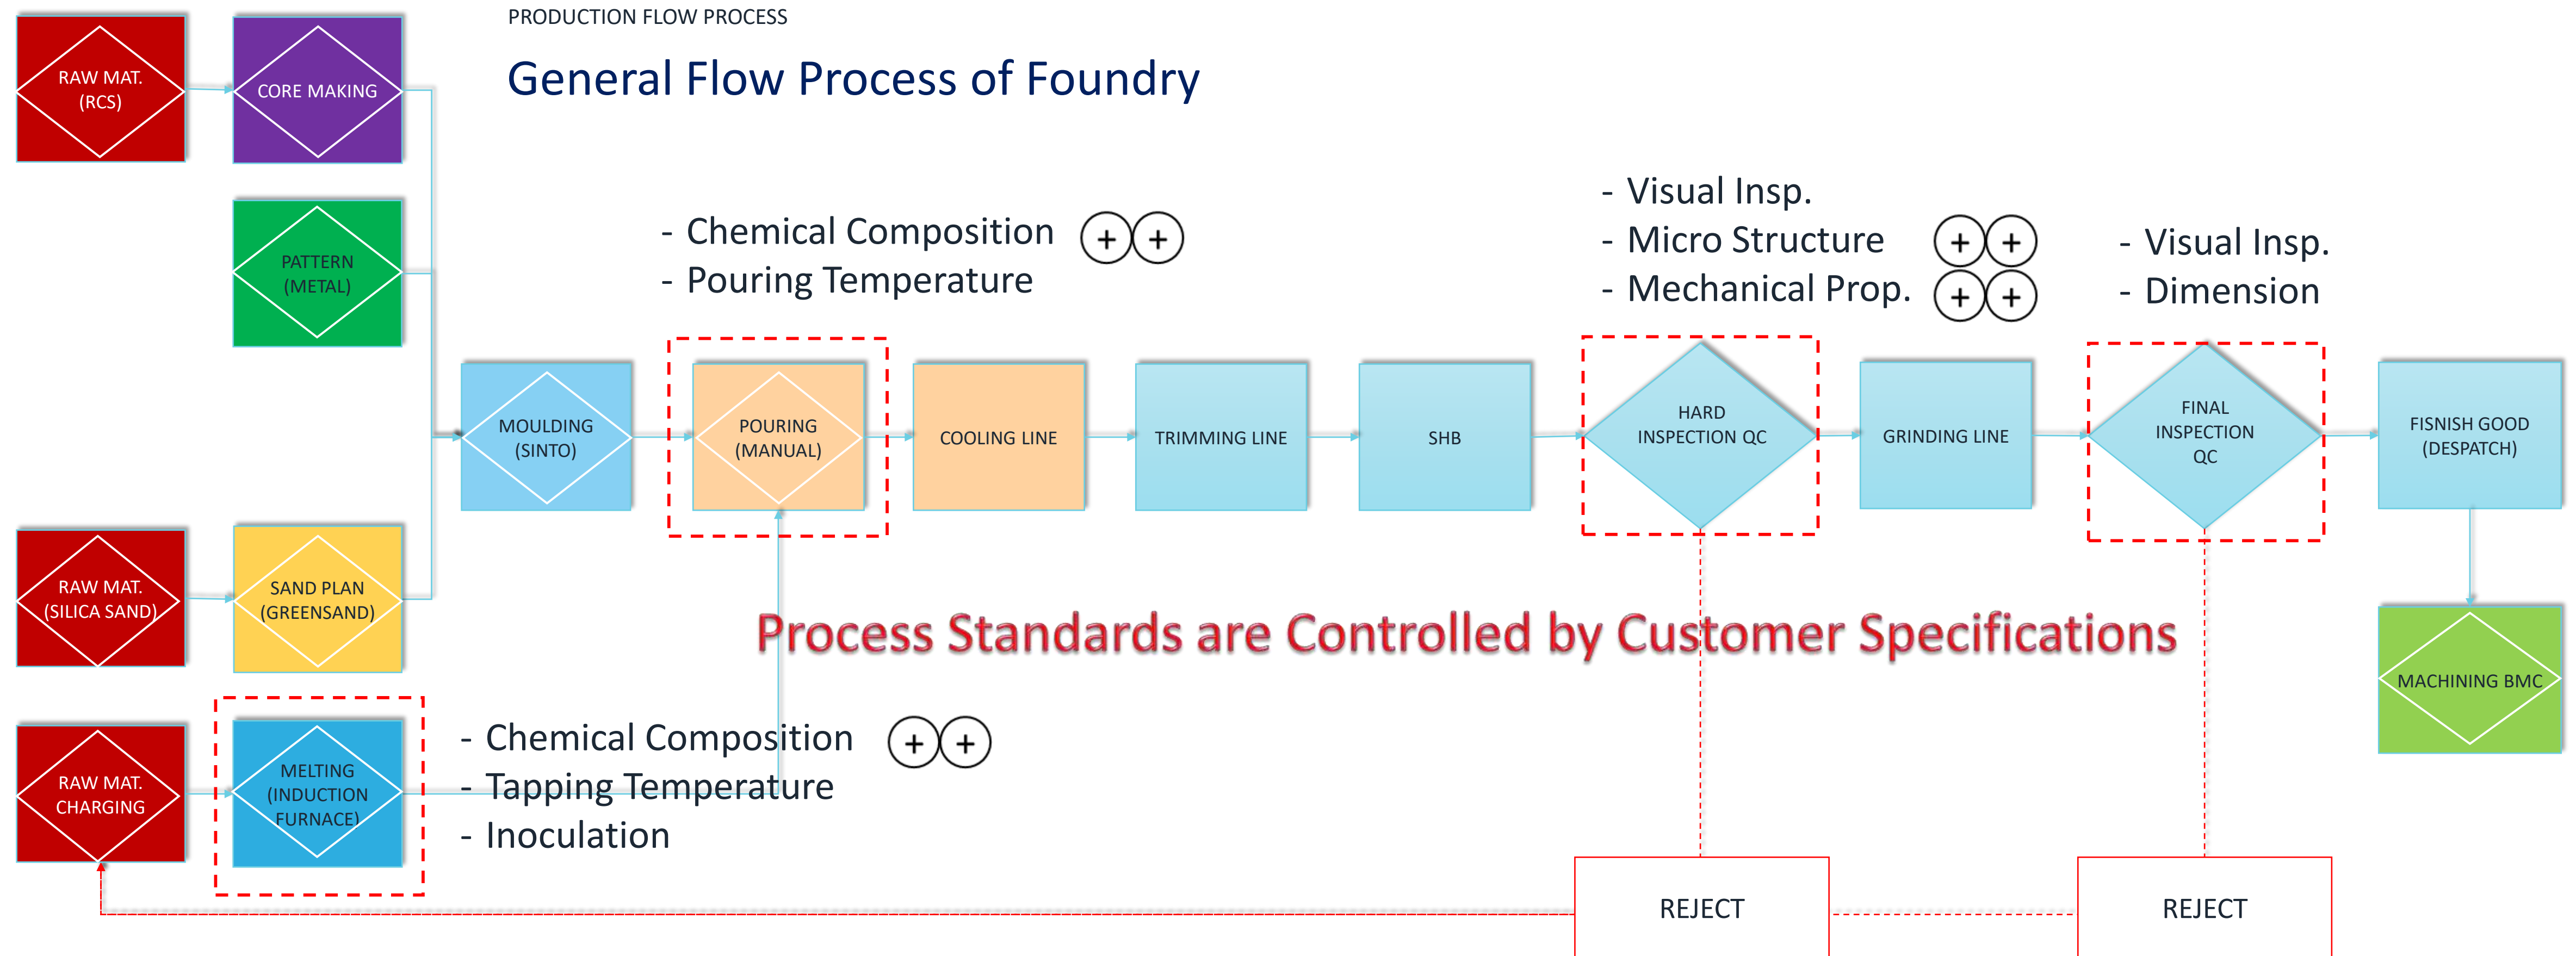 PRODUCTION FLOW PROCESS
General Flow Process of Foundry
RAW MAT.
(RCS)
CORE MAKING
PATTERN
(METAL)
- Chemical Composition
- Pouring Temperature
- Visual Insp.
- Micro Structure
- Mechanical Prop.
- Visual Insp.
- Dimension
+ +
+ +
+ +
MOULDING
(SINTO)
POURING
(MANUAL)
COOLING LINE
TRIMMING LINE
SHB
HARD
INSPECTION QC
GRINDING LINE
FINAL
INSPECTION
QC
FISNISH GOOD
(DESPATCH)
RAW MAT.
(SILICA SAND)
SAND PLAN
(GREENSAND)
Process Standards are Controlled by Customer Specifications
MACHINING BMC
RAW MAT.
CHARGING
MELTING
(INDUCTION
FURNACE)
- Chemical Composition
+ +
- Tapping Temperature
- Inoculation
REJECT
REJECT